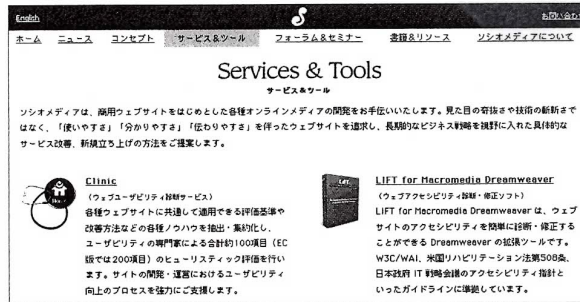 English
お問い合わ
ホーム ニュース コンセプト サービス&ツール フォーラム&セミナー 書籍&リソース ソシオメディアについて
Services & Tools
サービス&ツール
ソシオメディアは、商用ウェブサイトをはじめとした各種オンラインメディアの開発をお手伝いいたします。見た目の奇抜さや技術の斬新さで
はなく、「使いやすさ」「分かりやすさ」「伝わりやすさ」を伴ったウェブサイトを追求し、長期的なビジネス戦略を視野に入れた具体的な
サービス改善、新規立ち上げの方法をご提案します。
Clinic
(ウェブユーザビリティ診断サービス)
各種ウェブサイトに共通して適用できる評価基準や
改善方法などの各種ノウハウを抽出・集約化し、
ユーザビリティの専門家による合計約100項目(EC
版では200項目)のヒューリスティック評価を行い
ます。サイトの開発・運営におけるユーザビリティ
向上のプロセスを強力にご支援します。
LIFT
LIFT for Macromedia Dreamweaver
(ウェブアクセシビリティ診断・修正ソフト)
LIFT for Macromedia Dreamweaver は、ウェブ
サイトのアクセシビリティを簡単に診断・修正する
ことができる Dreamweaver の拡張ツールです。
W3C/WAI、米国リハビリテーション法第508条、
日本政府 IT 戦略会議のアクセシビリティ指針と
いったガイドラインに準拠しています。